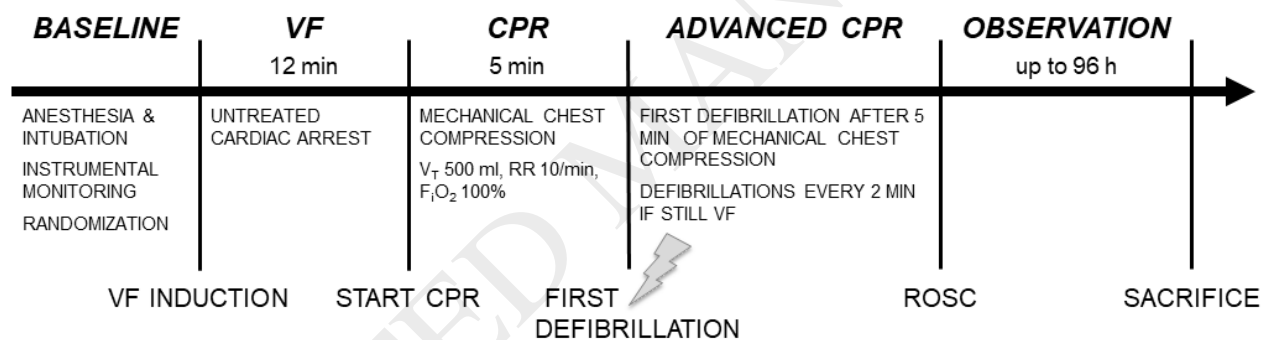 BASELINE VF CPR ADVANCED CPR OBSERVATION
12 min 5 min up to 96 h
ANESTHESIA &
INTUBATION
INSTRUMENTAL
MONITORING
RANDOMIZATION
UNTREATED
CARDIAC ARREST
MECHANICAL CHEST
COMPRESSION
VT 500 ml, RR 10/min,
FiO2 100%
FIRST DEFIBRILLATION AFTER 5
MIN OF MECHANICAL CHEST
COMPRESSION
DEFIBRILLATIONS EVERY 2 MIN
IF STILL VF
VF INDUCTION START CPR FIRST
DEFIBRILLATION ROSC SACRIFICE